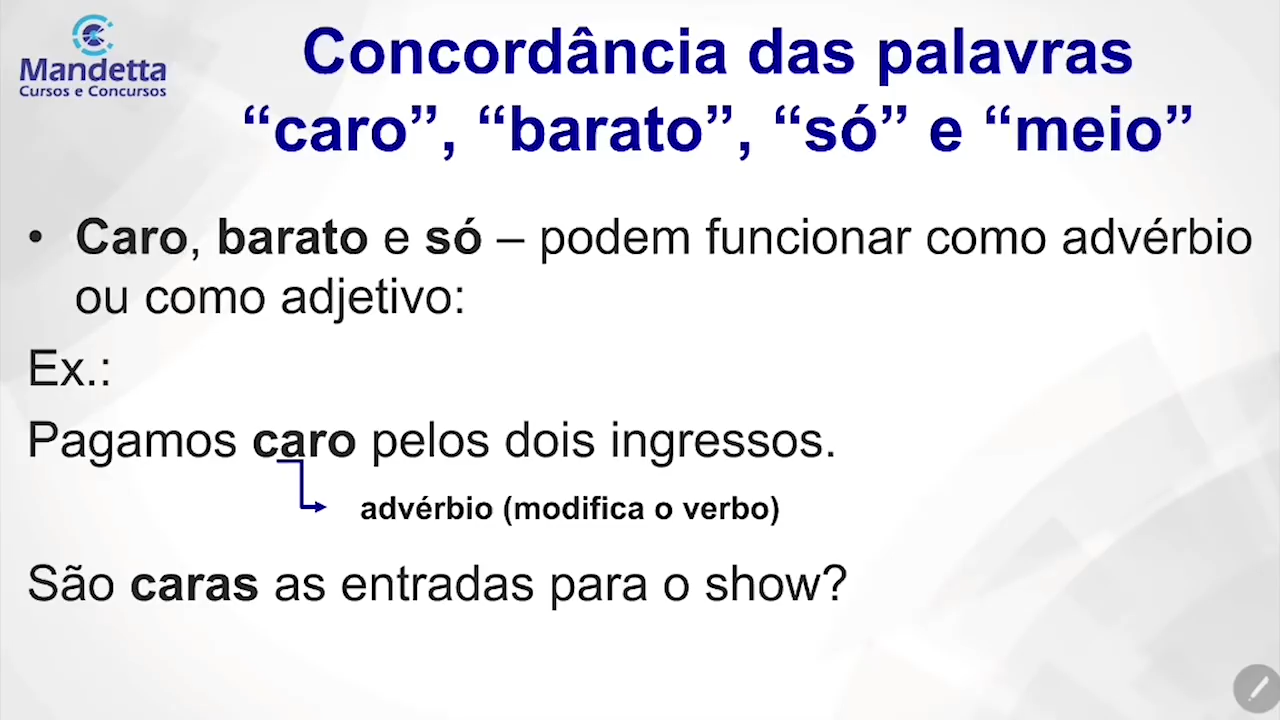 Mandetta
Cursos e Concursos
Concordância das palavras
“caro”, “barato”, “só” e “meio”
• Caro, barato e só – podem funcionar como advérbio
ou como adjetivo:
Ex.:
Pagamos caro pelos dois ingressos.
advérbio (modifica o verbo)
São caras as entradas para o show?